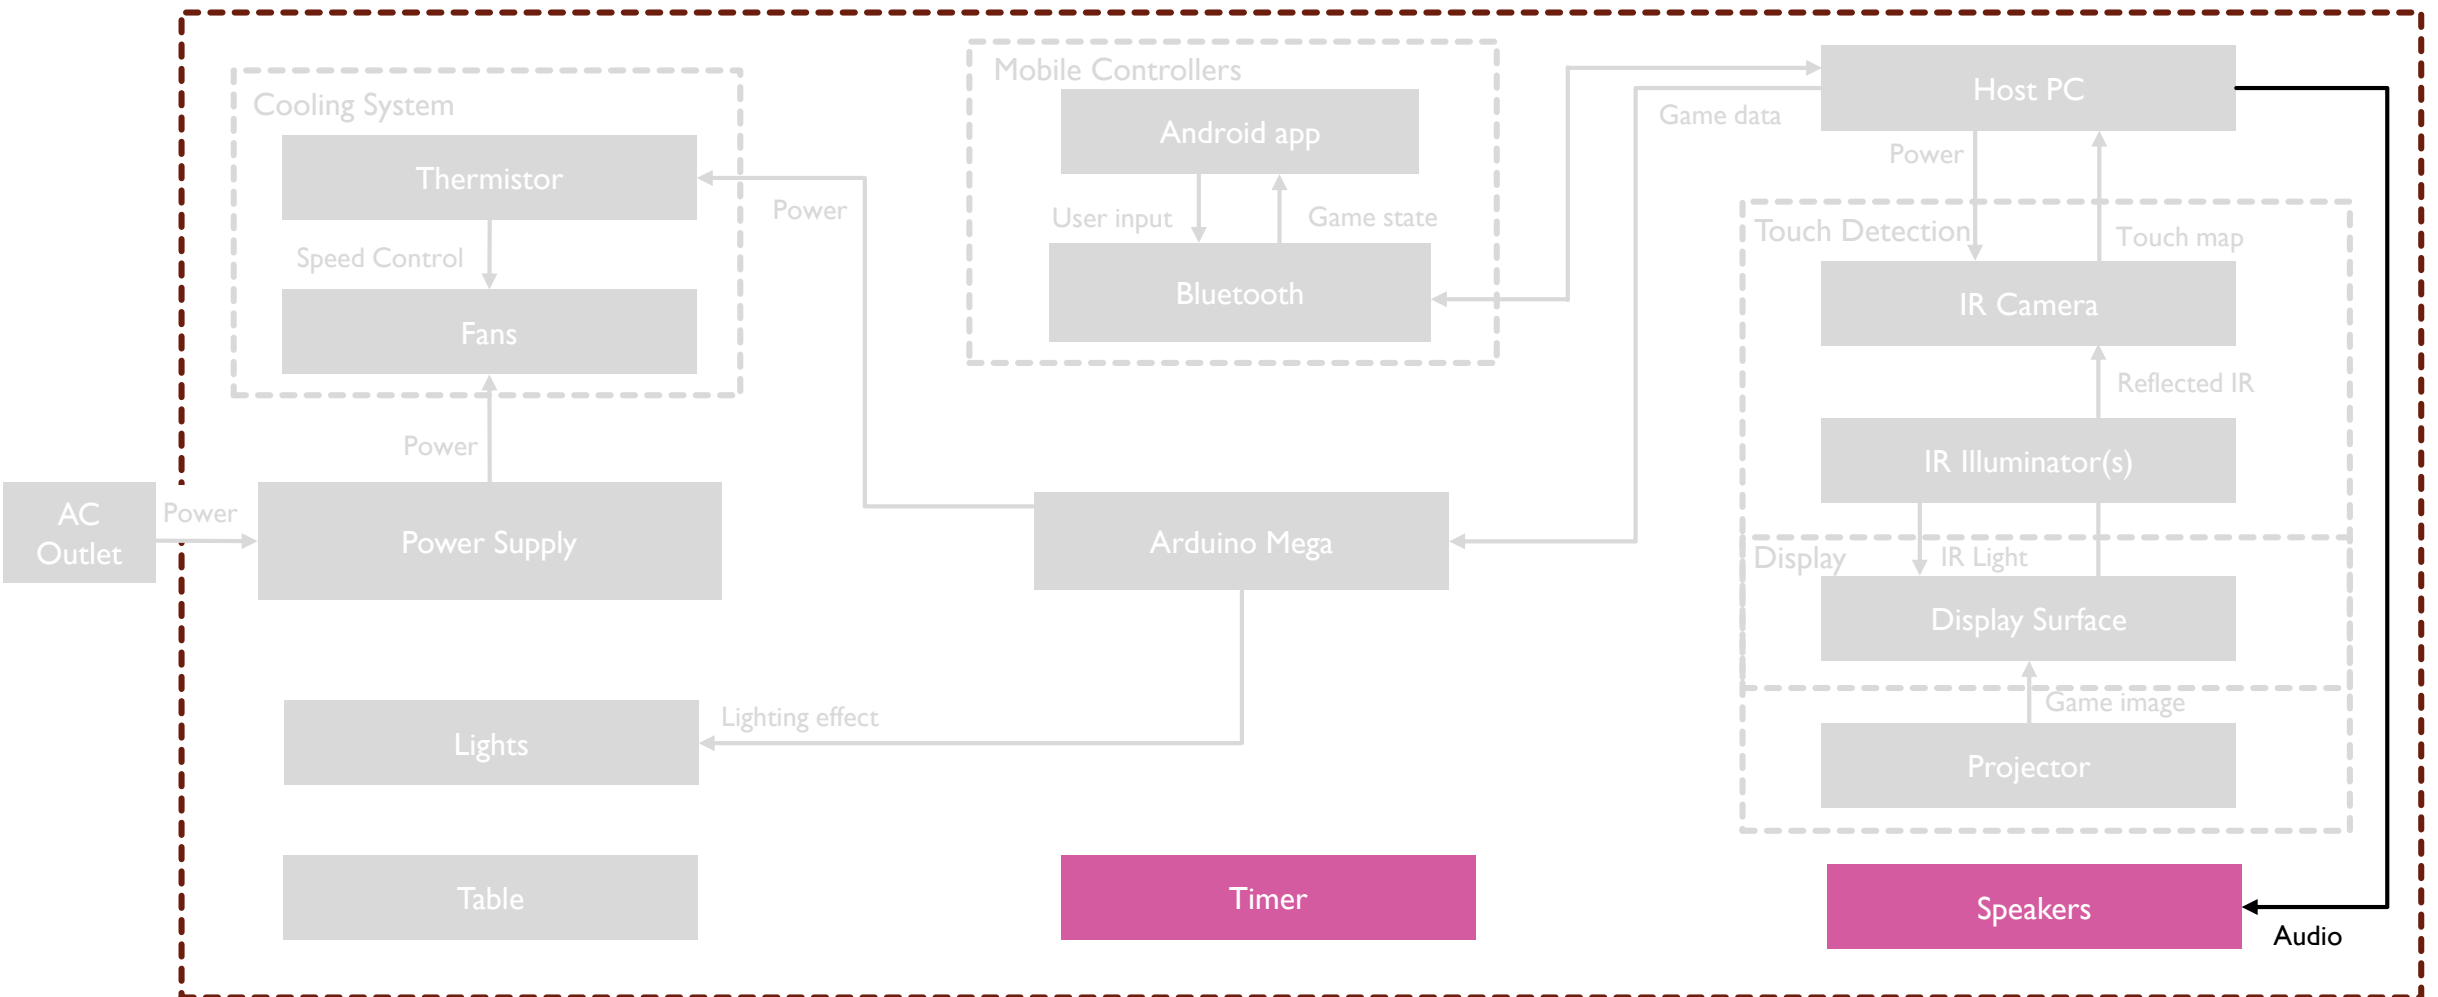 Mobile Controllers
Host PC
Cooling System
Game data
Android app
Power
Thermistor
Power
User input
Game state
Touch Detection
Touch map
Speed Control
Bluetooth
IR Camera
Fans
Reflected IR
Power
IR Illuminator(s)
AC
Outlet
Power
Power Supply
Arduino Mega
Display
IR Light
Display Surface
Lighting effect
Game image
Lights
Projector
Table
Timer
Speakers
Audio